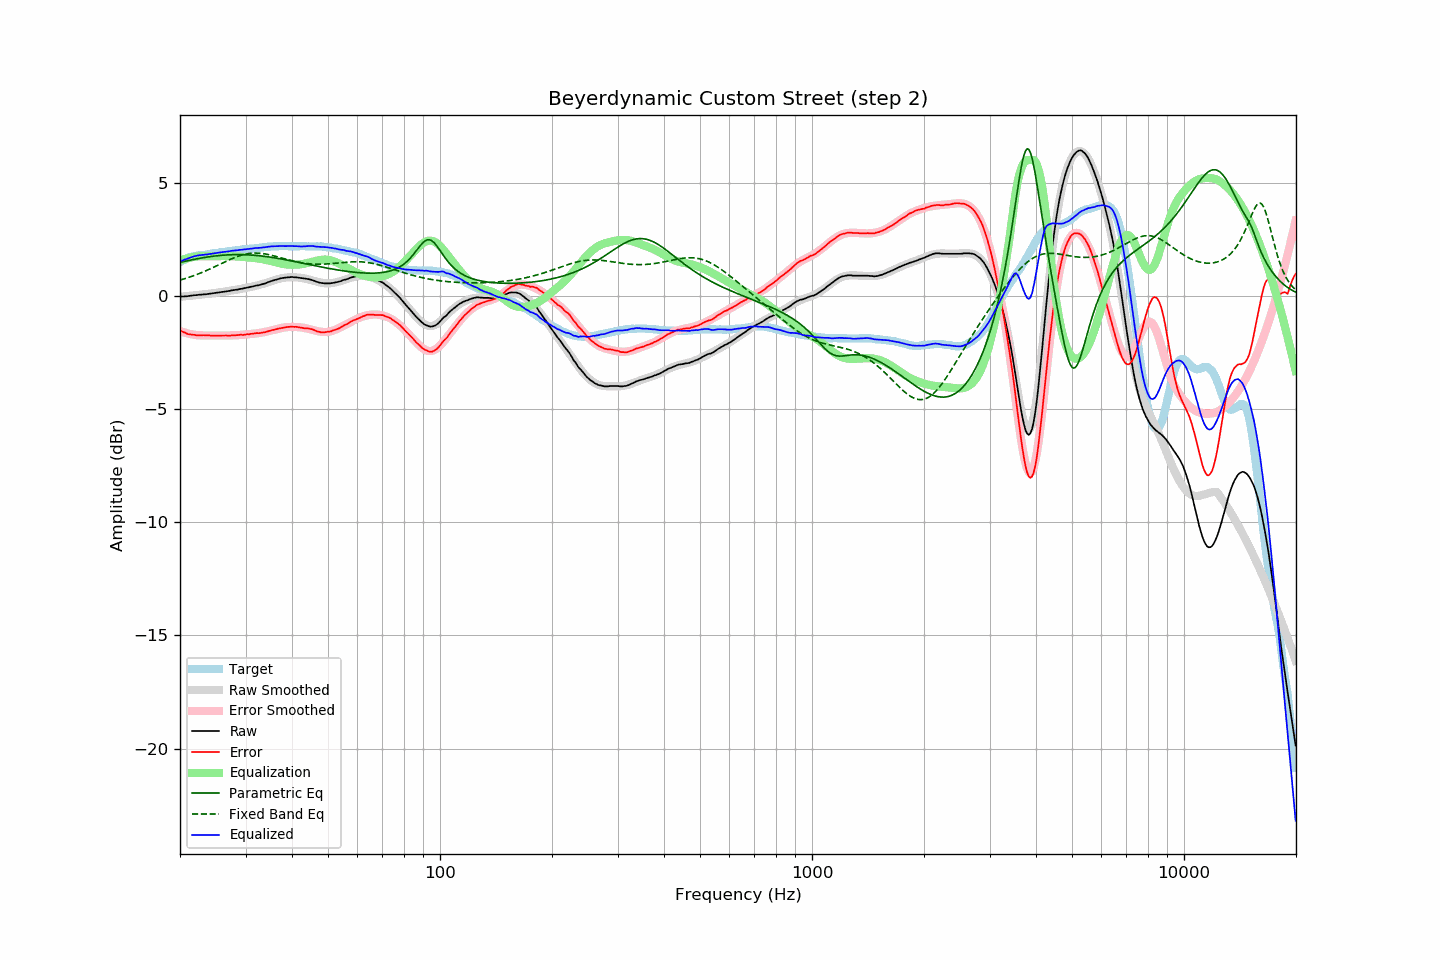 Beyerdynamic Custom Street (step 2)
Amplitude (dBr)
5
0
−5
−10
−15
−20
Target
Raw Smoothed
Error Smoothed
Raw
Error
Equalization
Parametric Eq
Fixed Band Eq
Equalized
100
1000
10000
Frequency (Hz)